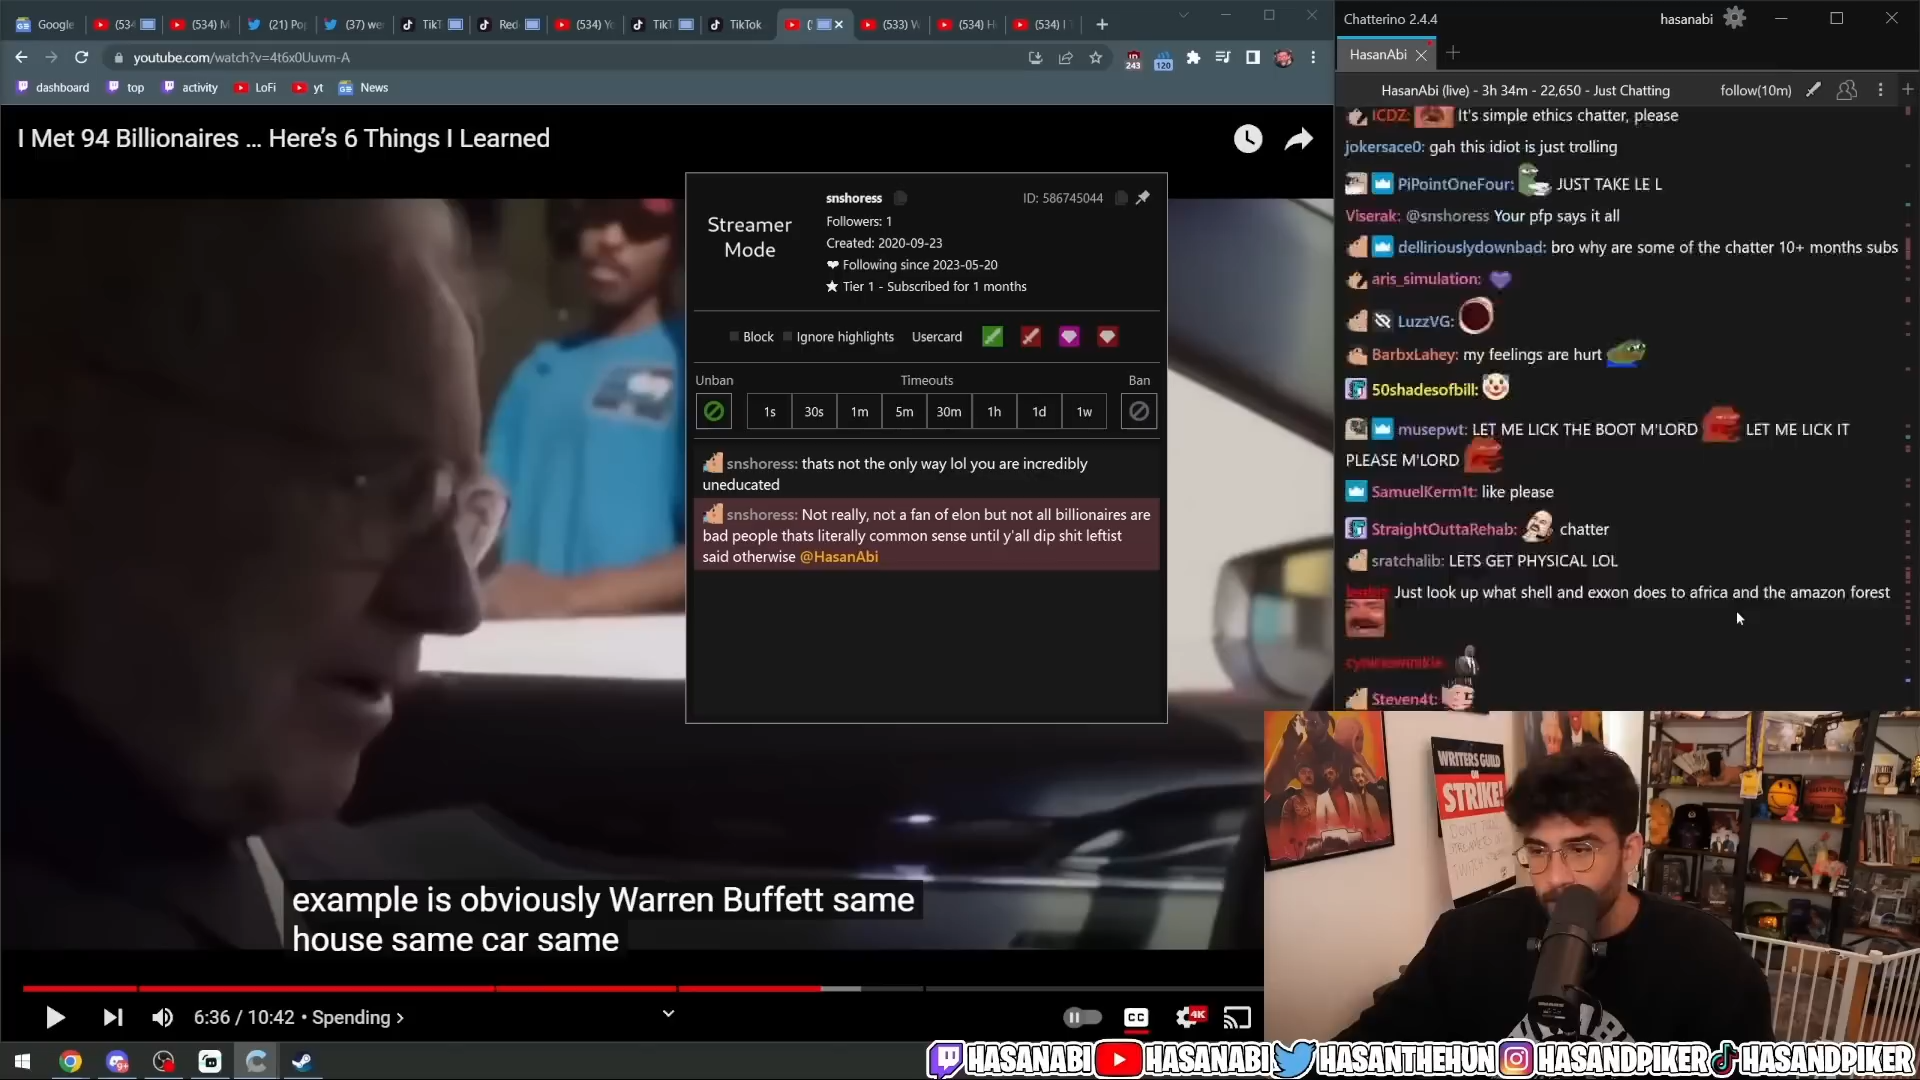 Google
(534)
(534) M
(21) Pop
(37) we
TikT
Red
(534) Yo
TikT
TikTok
(533) W
(534) H
(534) I T
youtube.com/watch?v=4t6x0Uuvm-A
243
120
dashboard
top
activity
LoFi
yt
News
I Met 94 Billionaires ... Here's 6 Things I Learned
Streamer
Mode
snshoress
ID: 586745044
Followers: 1
Created: 2020-09-23
Following since 2023-05-20
Tier 1 - Subscribed for 1 months
Block
Ignore highlights
Usercard
Unban
Timeouts
Ban
1s
30s
1m
5m
30m
1h
1d
1w
snshoress: thats not the only way lol you are incredibly
uneducated
snshoress: Not really, not a fan of elon but not all billionaires are
bad people thats literally common sense until y'all dip shit leftist
said otherwise @HasanAbi
example is obviously Warren Buffett same
house same car same
6:36 / 10:42 • Spending
CC
4K
Chatterino 2.4.4
hasanabi
HasanAbi
HasanAbi (live) - 3h 34m - 22,650 - Just Chatting
follow(10m)
ICDZ: It's simple ethics chatter, please
jokersace0: gah this idiot is just trolling
PiPointOneFour: JUST TAKE LE L
Viserak: @snshoress Your pfp says it all
delliriouslydownbad: bro why are some of the chatter 10+ months subs
aris_simulation:
LuzzVG:
BarbxLahey: my feelings are hurt
50shadesofbill:
musepwt: LET ME LICK THE BOOT M'LORD LET ME LICK IT
PLEASE M'LORD
SamuelKerm1t: like please
StraightOuttaRehab: chatter
sratchalib: LETS GET PHYSICAL LOL
Just look up what shell and exxon does to africa and the amazon forest
Steven4t:
WRITERS GUILD
ON
STRIKE!
HASANABI
HASANABI
HASANTHEHUN
HASANDPIKER
HASANDPIKER